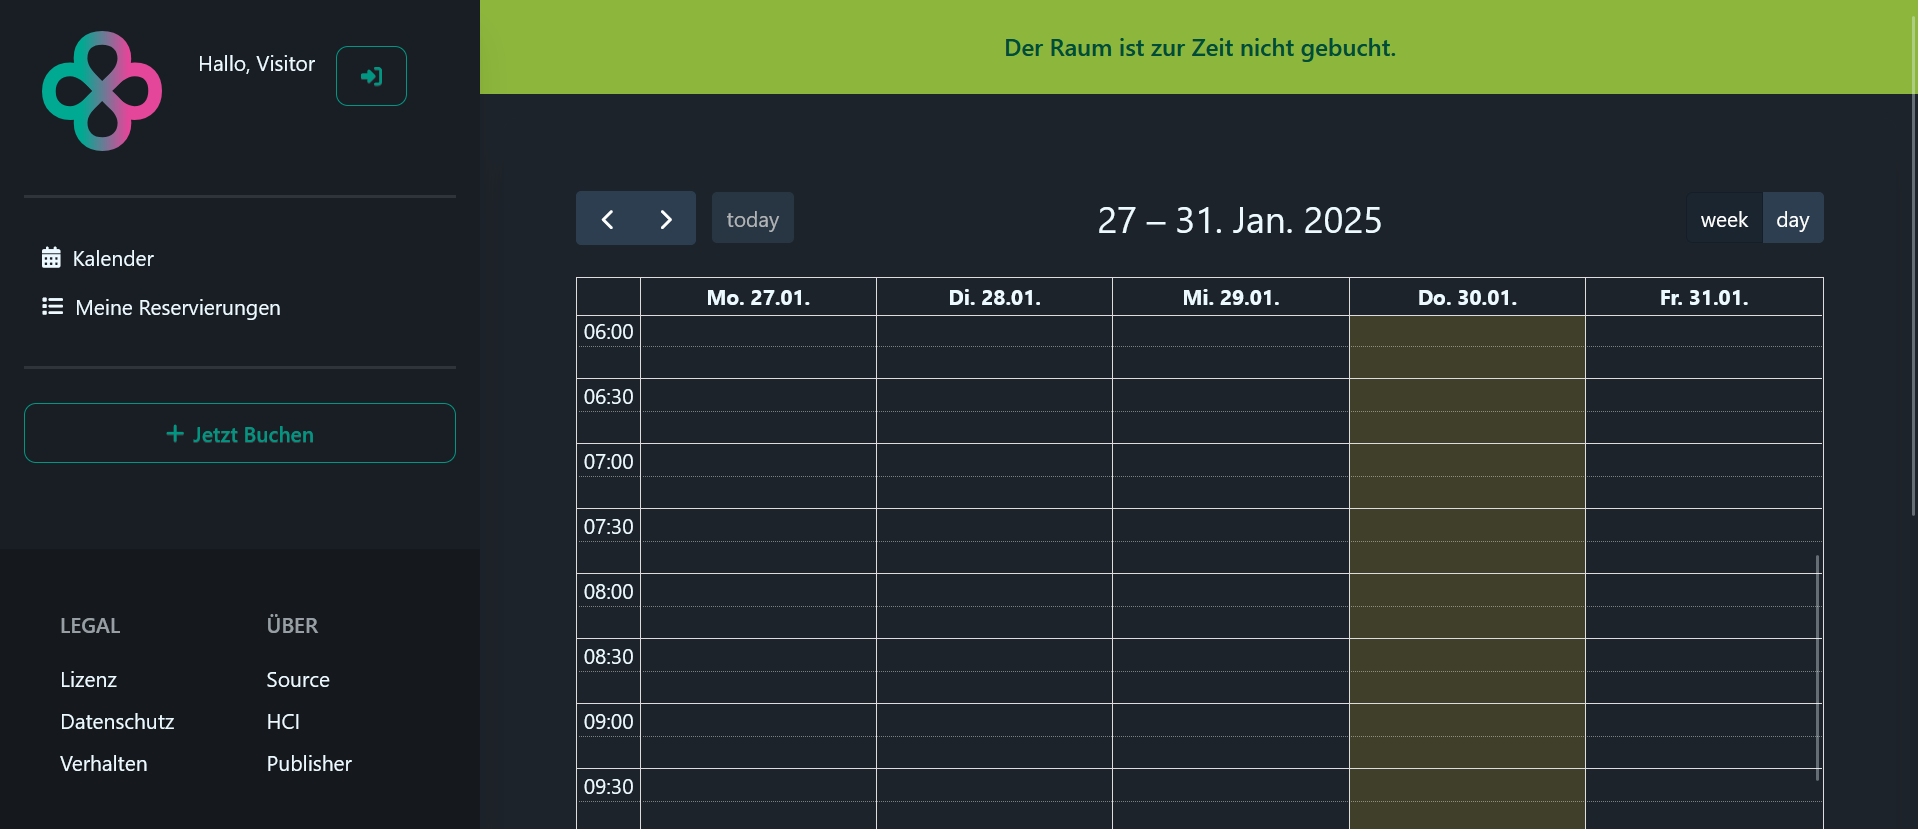 Hallo, Visitor
Kalender
Meine Reservierungen
Jetzt Buchen
LEGAL
Lizenz
Datenschutz
Verhalten
ÜBER
Source
HCI
Publisher
Der Raum ist zur Zeit nicht gebucht.
today
27 – 31. Jan. 2025
week day
Mo. 27.01. Di. 28.01. Mi. 29.01. Do. 30.01. Fr. 31.01.
06:00
06:30
07:00
07:30
08:00
08:30
09:00
09:30